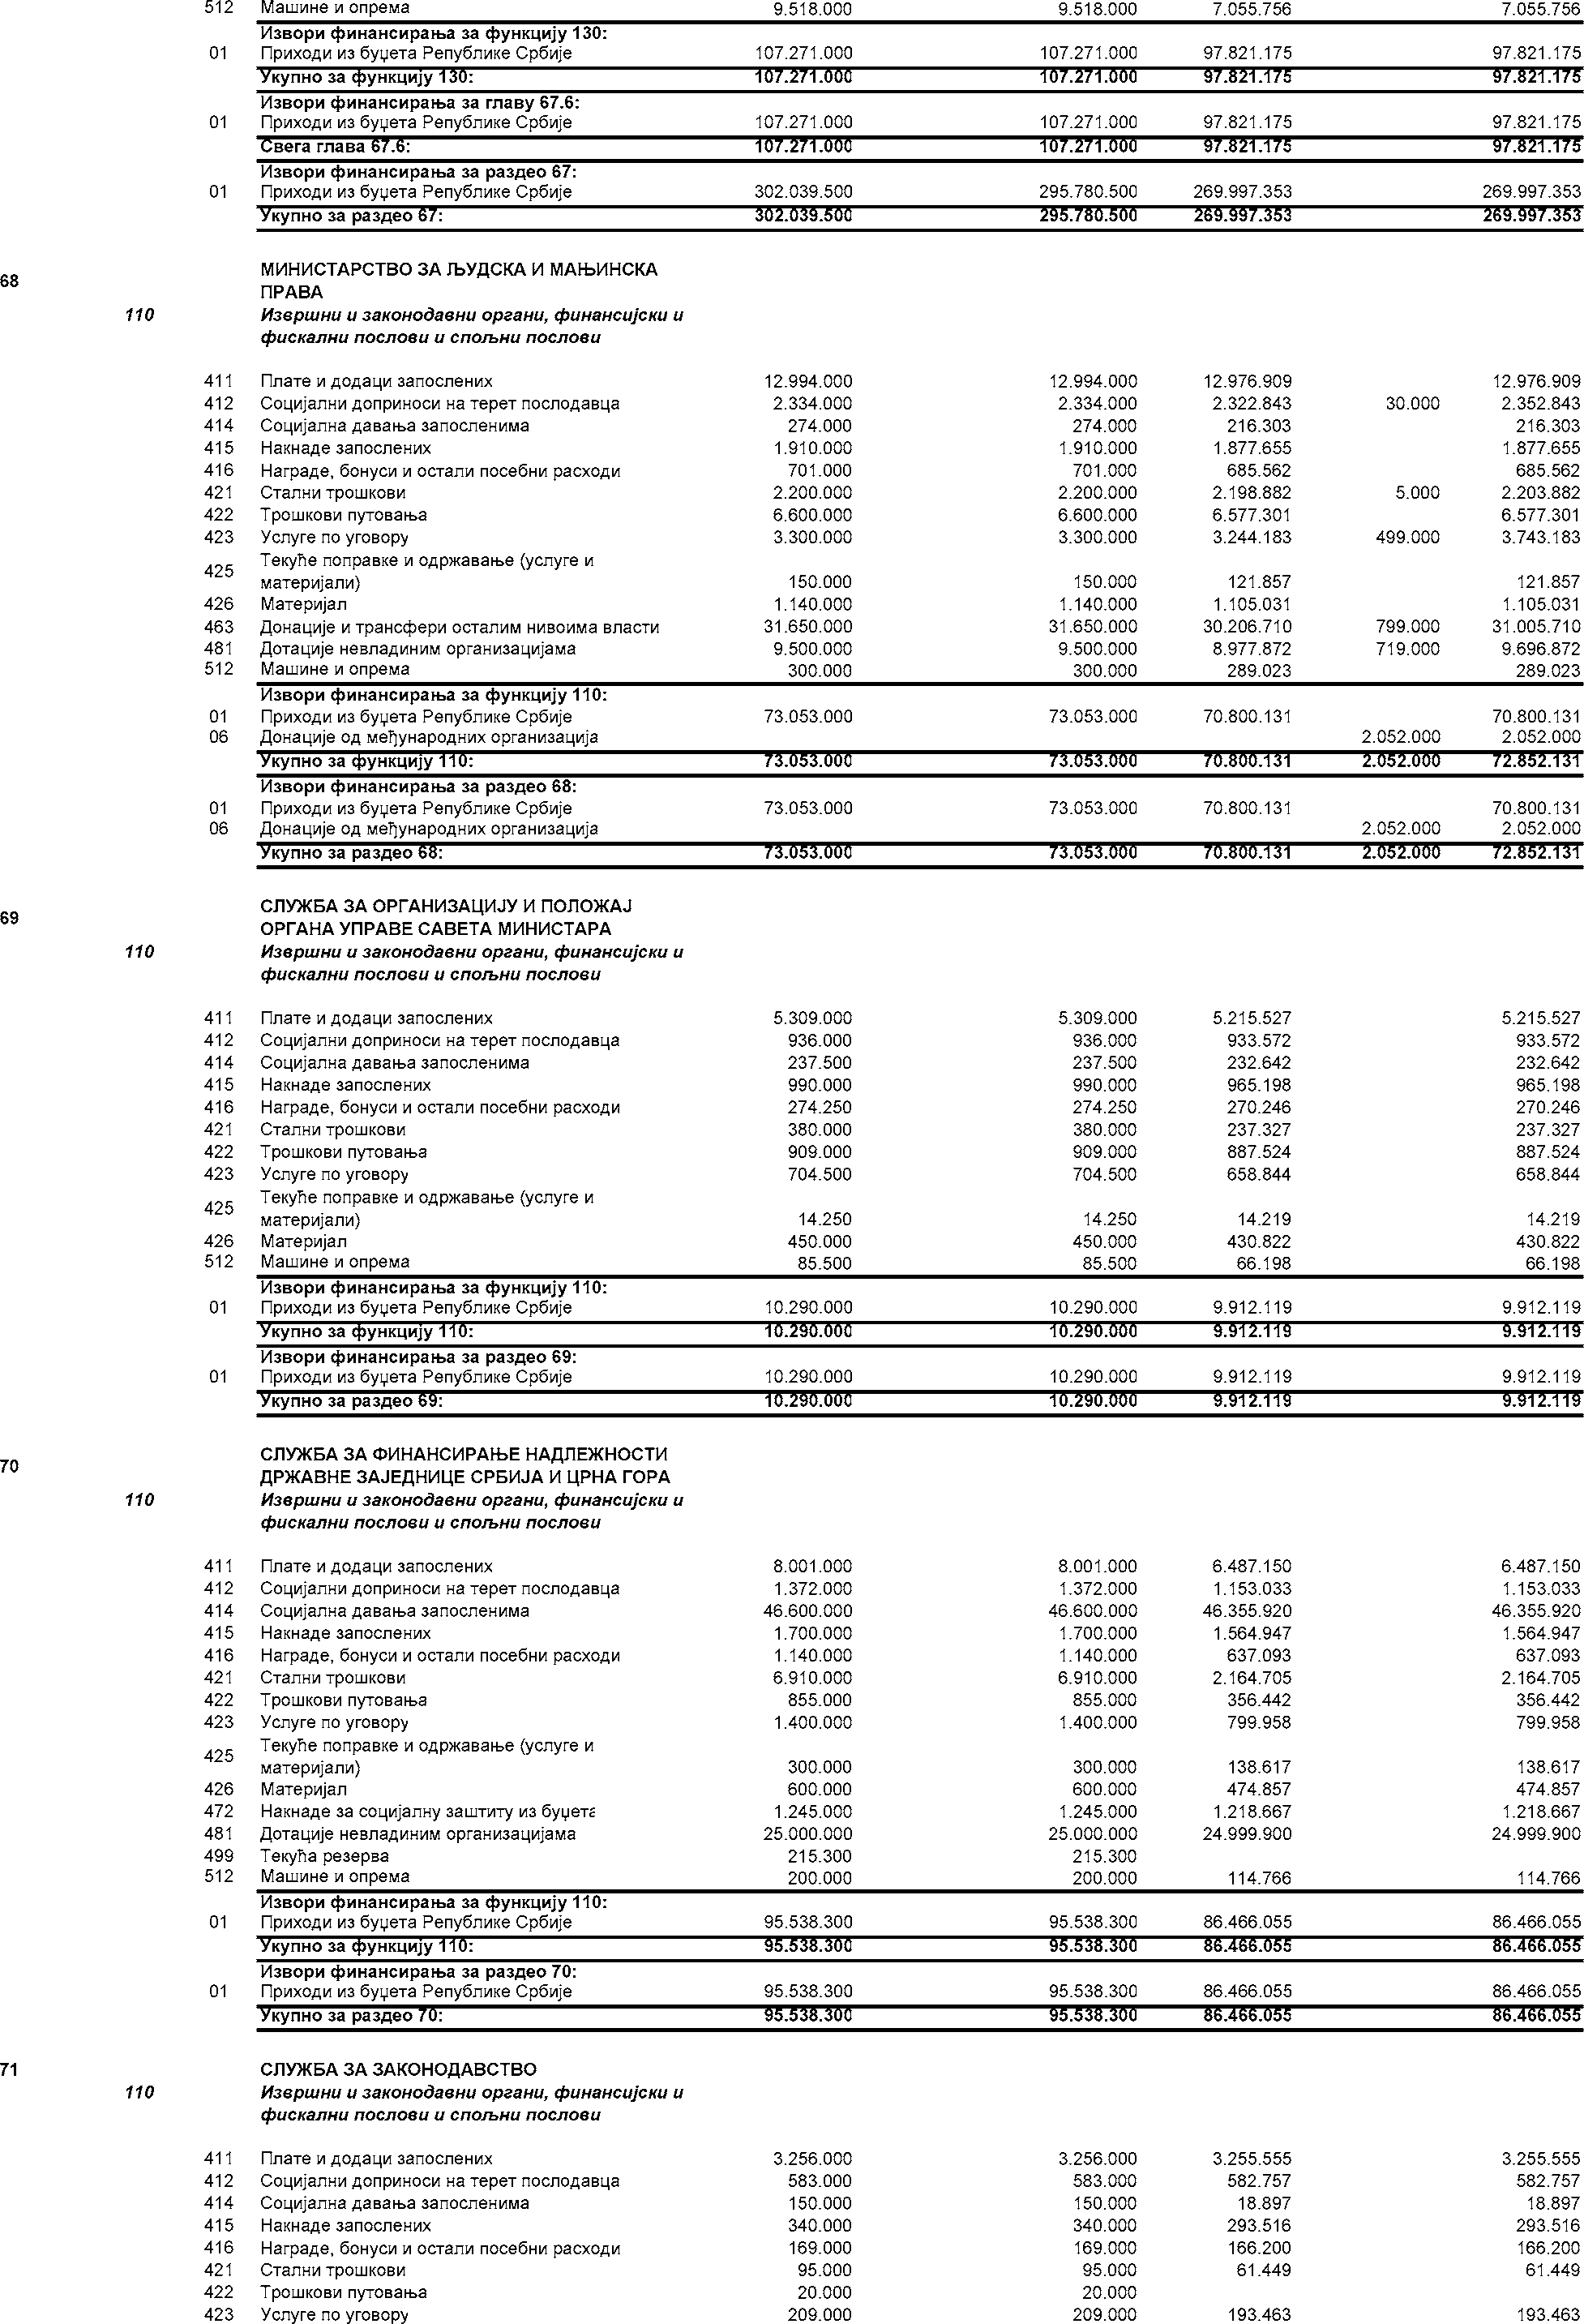 512 Машине и опрема 9.518.000 9.518.000 7.055.756 7.055.756
Извори финансирања за функцију 130:
01 Приходи из буџета Републике Србије 107.271.000 107.271.000 97.821.175 97.821.175
Укупно за функцију 130: 107.271.000 107.271.000 97.821.175 97.821.175
Извори финансирања за главу 67.6:
01 Приходи из буџета Републике Србије 107.271.000 107.271.000 97.821.175 97.821.175
Свега глава 67.6: 107.271.000 107.271.000 97.821.175 97.821.175
Извори финансирања за раздео 67:
01 Приходи из буџета Републике Србије 302.039.500 295.780.500 269.997.353 269.997.353
Укупно за раздео 67: 302.039.500 295.780.500 269.997.353 269.997.353
68 МИНИСТАРСТВО ЗА ЉУДСКА И МАЊИНСКА
ПРАВА
110 Извршни и законодавни органи, финансијски и
фискални послови и спољни послови
411 Плате и додаци запослених 12.994.000 12.994.000 12.976.909 12.976.909
412 Социјални доприноси на терет послодавца 2.334.000 2.334.000 2.322.843 30.000 2.352.843
414 Социјална давања запосленима 274.000 274.000 216.303 216.303
415 Накнаде запослених 1.910.000 1.910.000 1.877.655 1.877.655
416 Награде, бонуси и остали посебни расходи 701.000 701.000 685.562 685.562
421 Стални трошкови 2.200.000 2.200.000 2.198.882 5.000 2.203.882
422 Трошкови путовања 6.600.000 6.600.000 6.577.301 6.577.301
423 Услуге по уговору 3.300.000 3.300.000 3.244.183 499.000 3.743.183
425 Текуће поправке и одржавање (услуге и
материјали) 150.000 150.000 121.857 121.857
426 Материјал 1.140.000 1.140.000 1.105.031 1.105.031
463 Донације и трансфери осталим нивоима власти 31.650.000 31.650.000 30.206.710 799.000 31.005.710
481 Дотације невладиним организацијама 9.500.000 9.500.000 8.977.872 719.000 9.696.872
512 Машине и опрема 300.000 300.000 289.023 289.023
Извори финансирања за функцију 110:
01 Приходи из буџета Републике Србије 73.053.000 73.053.000 70.800.131 70.800.131
06 Донације од међународних организација 2.052.000 2.052.000
Укупно за функцију 110: 73.053.000 73.053.000 70.800.131 2.052.000 72.852.131
Извори финансирања за раздео 68:
01 Приходи из буџета Републике Србије 73.053.000 73.053.000 70.800.131 70.800.131
06 Донације од међународних организација 2.052.000 2.052.000
Укупно за раздео 68: 73.053.000 73.053.000 70.800.131 2.052.000 72.852.131
69 СЛУЖБА ЗА ОРГАНИЗАЦИЈУ И ПОЛОЖАЈ
ОРГАНА УПРАВЕ САВЕТА МИНИСТАРА
110 Извршни и законодавни органи, финансијски и
фискални послови и спољни послови
411 Плате и додаци запослених 5.309.000 5.309.000 5.215.527 5.215.527
412 Социјални доприноси на терет послодавца 936.000 936.000 933.572 933.572
414 Социјална давања запосленима 237.500 237.500 232.642 232.642
415 Накнаде запослених 990.000 990.000 965.198 965.198
416 Награде, бонуси и остали посебни расходи 274.250 274.250 270.246 270.246
421 Стални трошкови 380.000 380.000 237.327 237.327
422 Трошкови путовања 909.000 909.000 887.524 887.524
423 Услуге по уговору 704.500 704.500 658.844 658.844
425 Текуће поправке и одржавање (услуге и
материјали) 14.250 14.250 14.219 14.219
426 Материјал 450.000 450.000 430.822 430.822
512 Машине и опрема 85.500 85.500 66.198 66.198
Извори финансирања за функцију 110:
01 Приходи из буџета Републике Србије 10.290.000 10.290.000 9.912.119 9.912.119
Укупно за функцију 110: 10.290.000 10.290.000 9.912.119 9.912.119
Извори финансирања за раздео 69:
01 Приходи из буџета Републике Србије 10.290.000 10.290.000 9.912.119 9.912.119
Укупно за раздео 69: 10.290.000 10.290.000 9.912.119 9.912.119
70 СЛУЖБА ЗА ФИНАНСИРАЊЕ НАДЛЕЖНОСТИ
ДРЖАВНЕ ЗАЈЕДНИЦЕ СРБИЈА И ЦРНА ГОРА
110 Извршни и законодавни органи, финансијски и
фискални послови и спољни послови
411 Плате и додаци запослених 8.001.000 8.001.000 6.487.150 6.487.150
412 Социјални доприноси на терет послодавца 1.372.000 1.372.000 1.153.033 1.153.033
414 Социјална давања запосленима 46.600.000 46.600.000 46.355.920 46.355.920
415 Накнаде запослених 1.700.000 1.700.000 1.564.947 1.564.947
416 Награде, бонуси и остали посебни расходи 1.140.000 1.140.000 637.093 637.093
421 Стални трошкови 6.910.000 6.910.000 2.164.705 2.164.705
422 Трошкови путовања 855.000 855.000 356.442 356.442
423 Услуге по уговору 1.400.000 1.400.000 799.958 799.958
425 Текуће поправке и одржавање (услуге и
материјали) 300.000 300.000 138.617 138.617
426 Материјал 600.000 600.000 474.857 474.857
472 Накнаде за социјалну заштиту из буџета 1.245.000 1.245.000 1.218.667 1.218.667
481 Дотације невладиним организацијама 25.000.000 25.000.000 24.999.900 24.999.900
499 Текућа резерва 215.300 215.300
512 Машине и опрема 200.000 200.000 114.766 114.766
Извори финансирања за функцију 110:
01 Приходи из буџета Републике Србије 95.538.300 95.538.300 86.466.055 86.466.055
Укупно за функцију 110: 95.538.300 95.538.300 86.466.055 86.466.055
Извори финансирања за раздео 70:
01 Приходи из буџета Републике Србије 95.538.300 95.538.300 86.466.055 86.466.055
Укупно за раздео 70: 95.538.300 95.538.300 86.466.055 86.466.055
71 СЛУЖБА ЗА ЗАКОНОДАВСТВО
110 Извршни и законодавни органи, финансијски и
фискални послови и спољни послови
411 Плате и додаци запослених 3.256.000 3.256.000 3.255.555 3.255.555
412 Социјални доприноси на терет послодавца 583.000 583.000 582.757 582.757
414 Социјална давања запосленима 150.000 150.000 18.897 18.897
415 Накнаде запослених 340.000 340.000 293.516 293.516
416 Награде, бонуси и остали посебни расходи 169.000 169.000 166.200 166.200
421 Стални трошкови 95.000 95.000 61.449 61.449
422 Трошкови путовања 20.000 20.000
423 Услуге по уговору 209.000 209.000 193.463 193.463